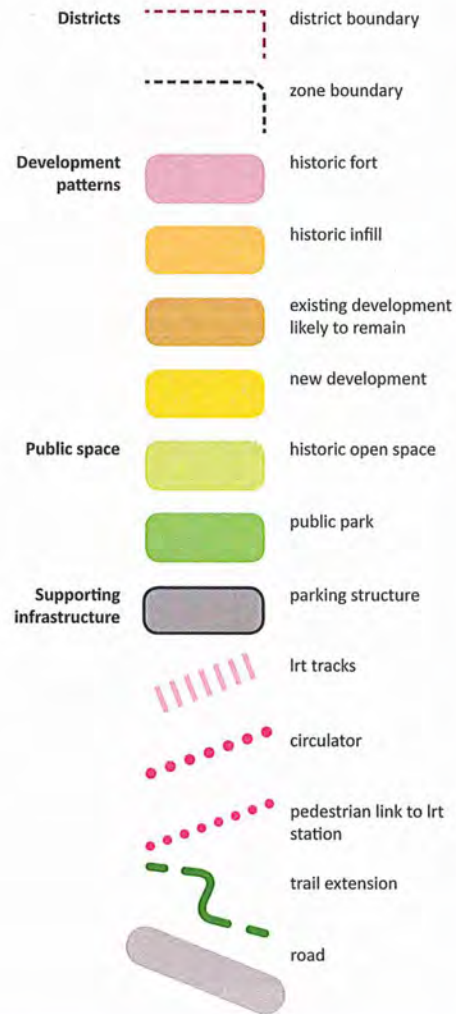 Districts
district boundary
zone boundary
Development
patterns
historic fort
historic infill
existing development
likely to remain
new development
Public space
historic open space
public park
Supporting
infrastructure
parking structure
lrt tracks
circulator
pedestrian link to lrt
station
trail extension
road